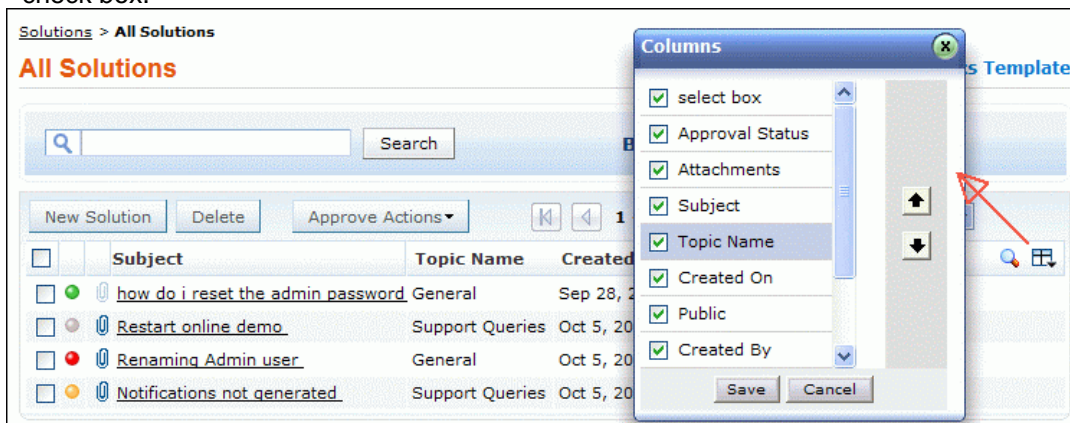 check box.
Solutions > All Solutions
All Solutions
Template
Search
New Solution Delete Approve Actions 1
Subject Topic Name Created
how do i reset the admin password General Sep 28, 2
Restart online demo Support Queries Oct 5, 20
Renaming Admin user General Oct 5, 20
Notifications not generated Support Queries Oct 5, 20
Columns
select box
Approval Status
Attachments
Subject
Topic Name
Created On
Public
Created By
Save Cancel